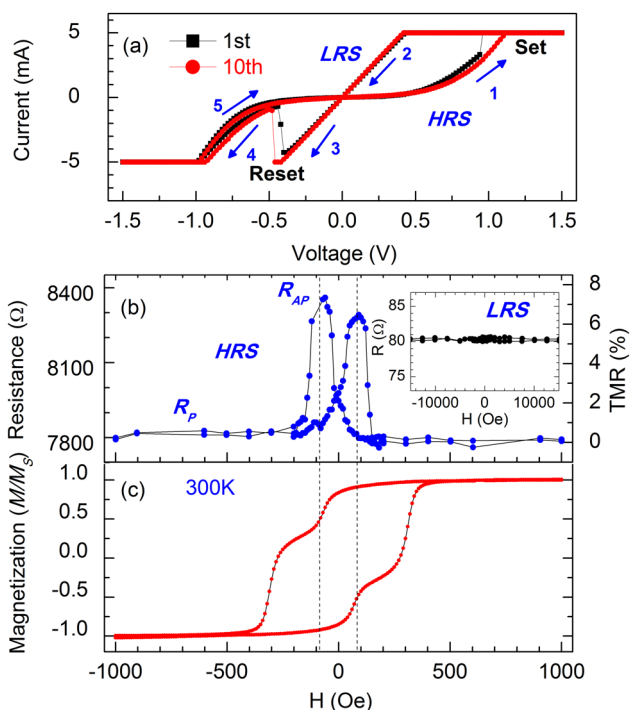 (a)
1st
10th
LRS
2
Set
1
HRS
5
4
3
Reset
Current (mA)
5
0
-5
-1.5 -1.0 -0.5 0.0 0.5 1.0 1.5
Voltage (V)
(b)
R_AP
HRS
R_P
Resistance (Ω)
8400
8100
7800
8
6
4
2
0
TMR (%)
LRS
R (Ω)
85
80
75
-10000 0 10000
H (Oe)
(c)
300K
Magnetization (M/M_S)
1.0
0.5
0.0
-0.5
-1.0
-1000 -500 0 500 1000
H (Oe)